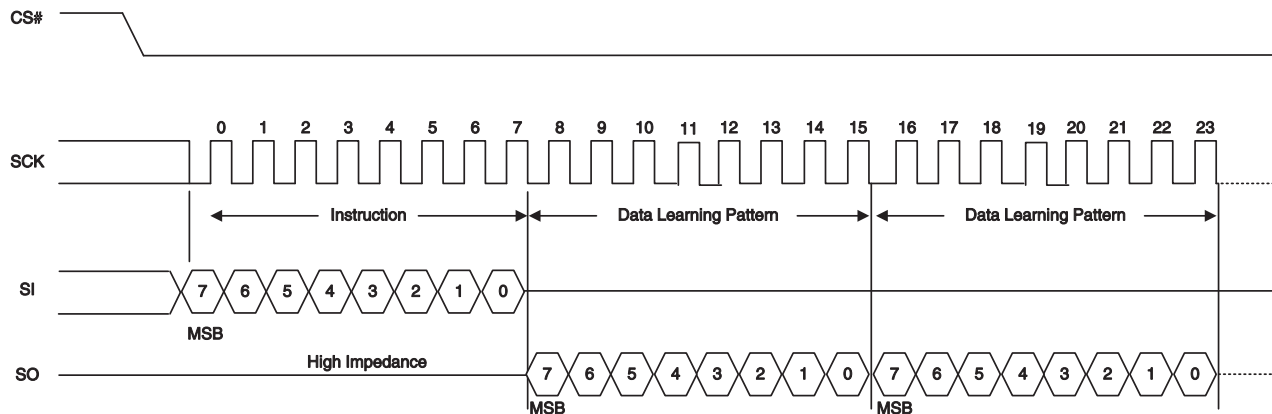 CS#
0 1 2 3 4 5 6 7 8 9 10 11 12 13 14 15 16 17 18 19 20 21 22 23
SCK
Instruction Data Learning Pattern Data Learning Pattern
SI 7 6 5 4 3 2 1 0
MSB
High Impedance
SO 7 6 5 4 3 2 1 0 7 6 5 4 3 2 1 0
MSB MSB